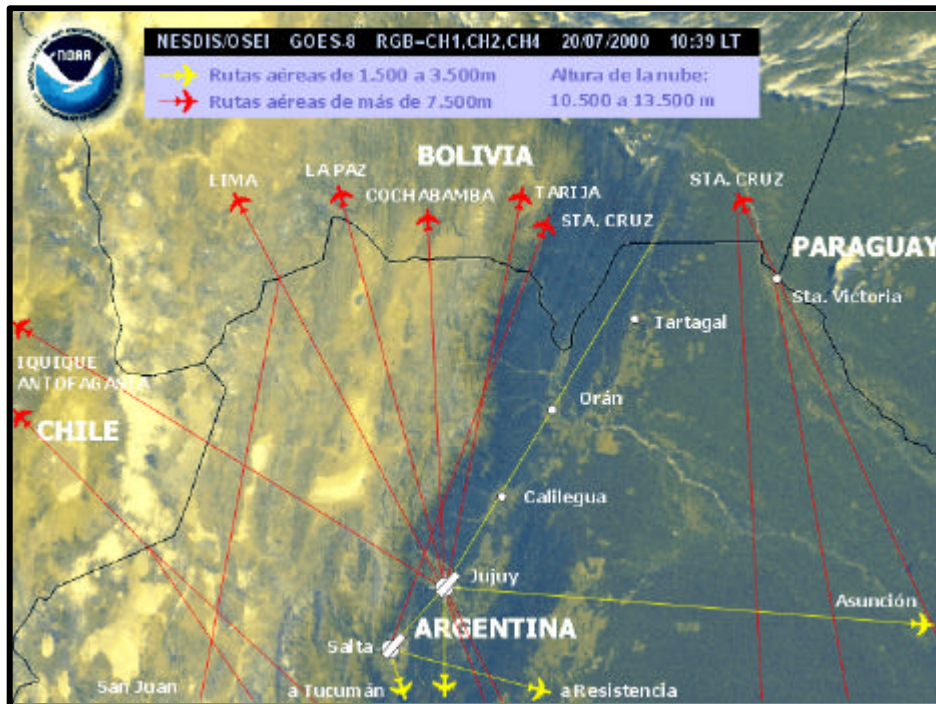 NOAA
NESDIS/OSEI GOES-8 RGB-CH1,CH2,CH4 20/07/2000 10:39 LT
Rutas aéreas de 1.500 a 3.500m
Rutas aéreas de más de 7.500m
Altura de la nube:
10.500 a 13.500 m
BOLIVIA
LIMA
LA PAZ
COCHABAMBA
TARIJA
STA. CRUZ
STA. CRUZ
PARAGUAY
Sta. Victoria
Tartagal
IQUIQUE
ANTOFAGASTA
CHILE
Orán
Calilegua
Jujuy
Asunción
ARGENTINA
Salta
San Juan
a Tucumán
a Resistencia